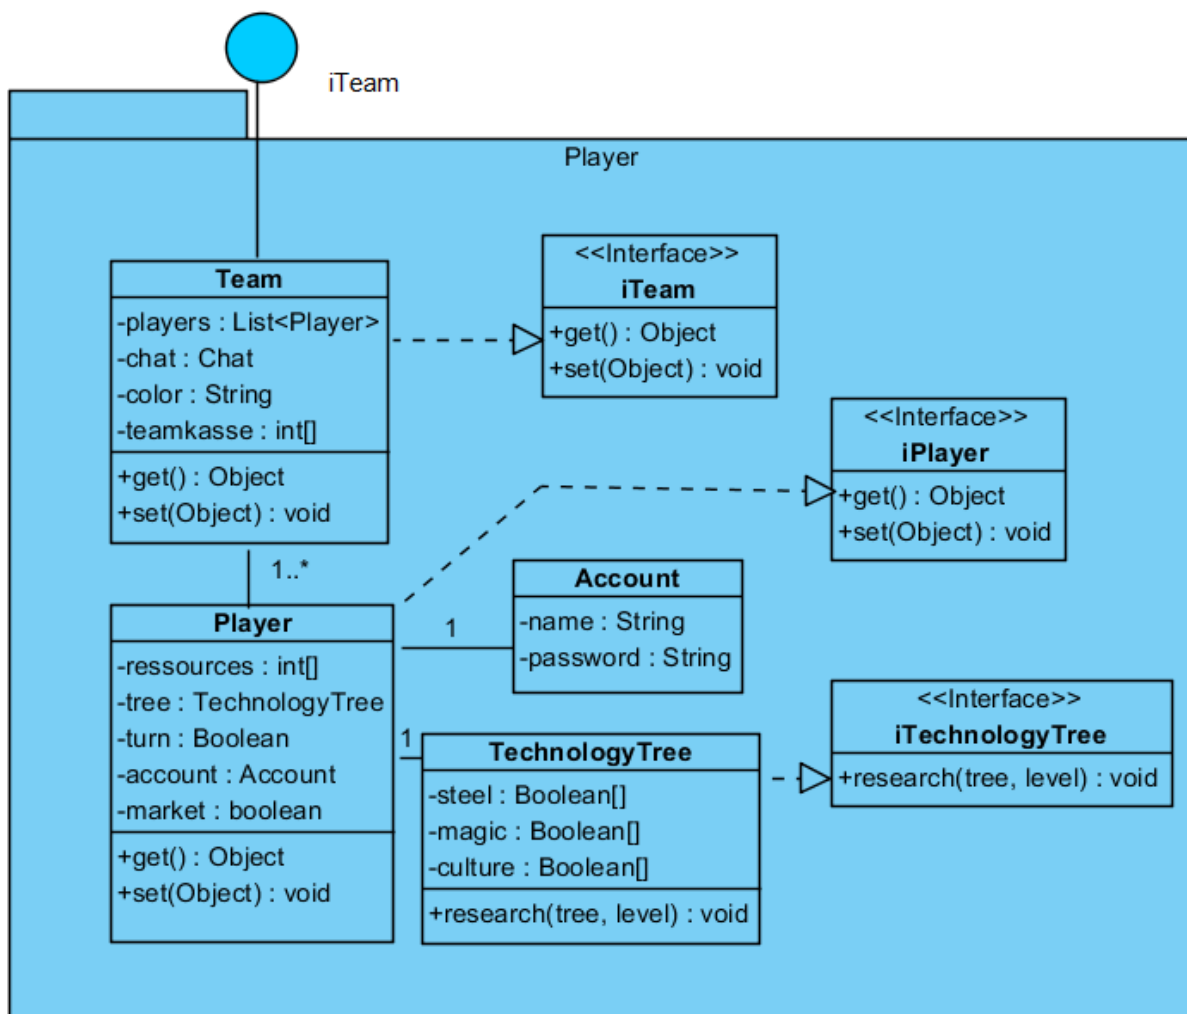 iTeam
Player
Team
-players : List<Player>
-chat : Chat
-color : String
-teamkasse : int[]
+get() : Object
+set(Object) : void
<<Interface>>
iTeam
+get() : Object
+set(Object) : void
<<Interface>>
iPlayer
+get() : Object
+set(Object) : void
1..*
Player
-ressources : int[]
-tree : TechnologyTree
-turn : Boolean
-account : Account
-market : boolean
+get() : Object
+set(Object) : void
1
Account
-name : String
-password : String
1
TechnologyTree
-steel : Boolean[]
-magic : Boolean[]
-culture : Boolean[]
+research(tree, level) : void
<<Interface>>
iTechnologyTree
+research(tree, level) : void